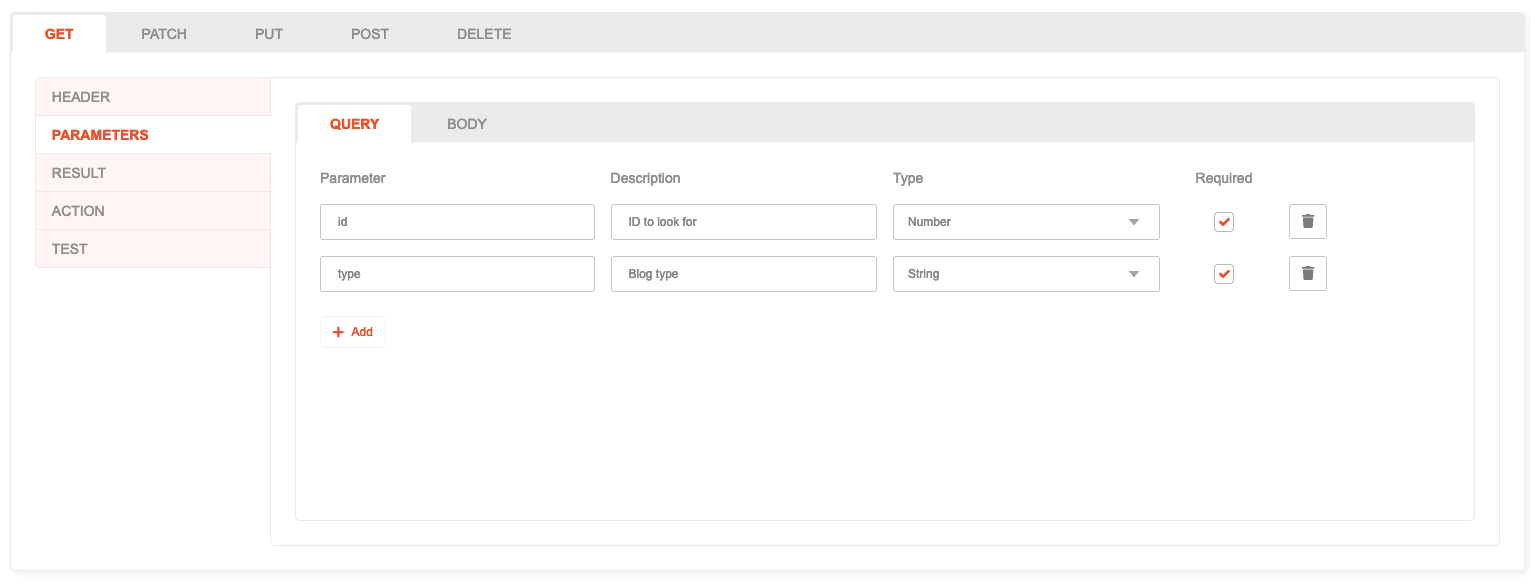 GET PATCH PUT POST DELETE
HEADER
PARAMETERS
RESULT
ACTION
TEST
QUERY BODY
Parameter Description Type Required
id ID to look for Number
type Blog type String
+ Add